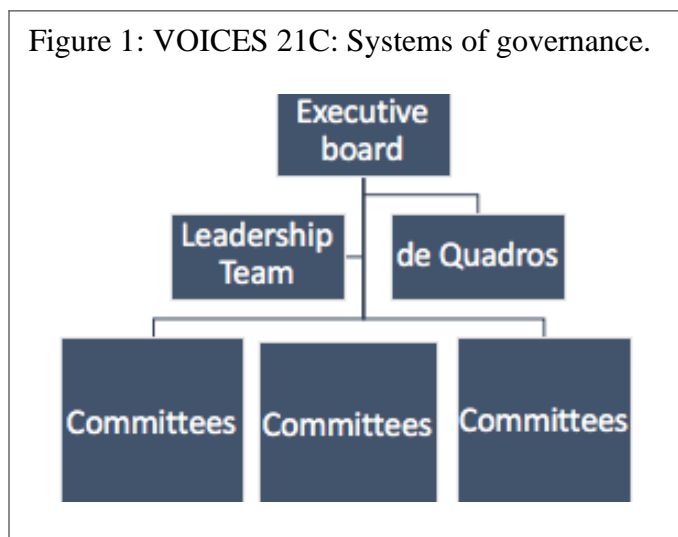 Figure 1: VOICES 21C: Systems of governance.
Executive
board
Leadership
Team
de Quadros
Committees
Committees
Committees